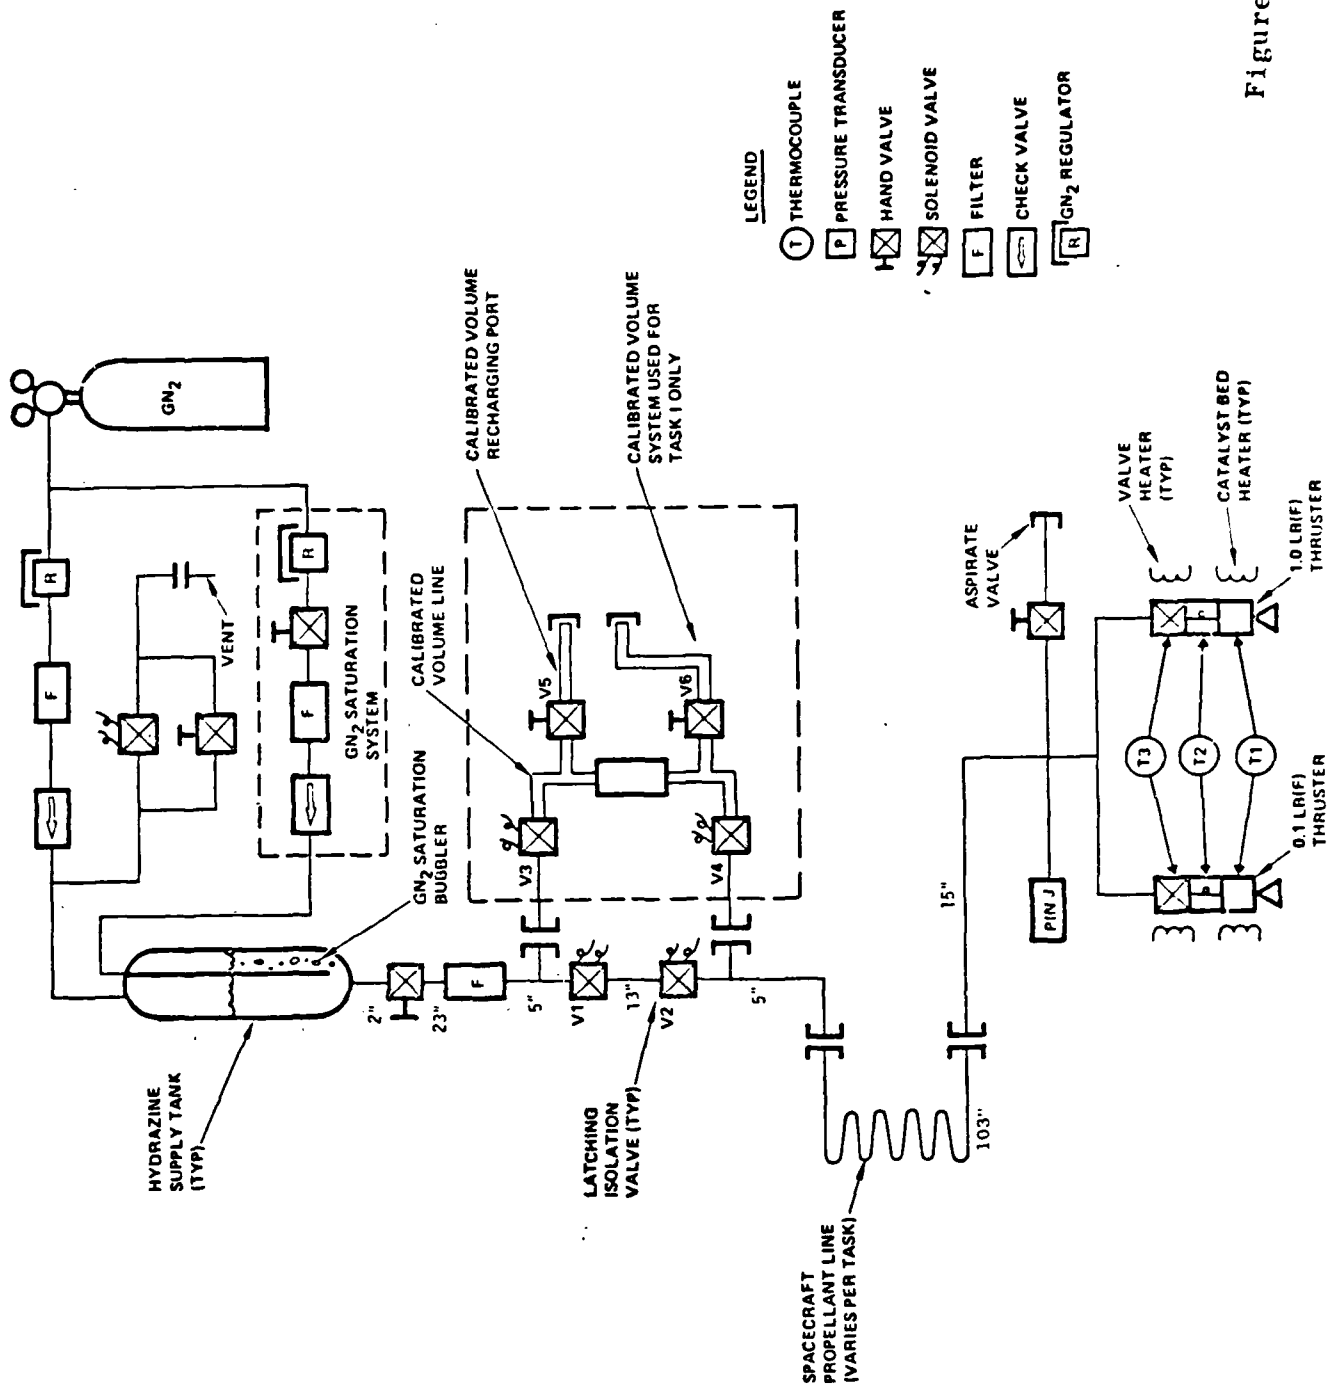 GN2
R
F
VENT
R
F
GN2 SATURATION
SYSTEM
HYDRAZINE
SUPPLY TANK
(TYP)
GN2 SATURATION
BUBBLER
CALIBRATED
VOLUME LINE
CALIBRATED VOLUME
RECHARGING PORT
CALIBRATED VOLUME
SYSTEM USED FOR
TASK I ONLY
2"
23"
F
5"
V1
13"
V2
5"
V3
V4
V5
V6
LATCHING
ISOLATION
VALVE (TYP)
SPACECRAFT
PROPELLANT LINE
(VARIES PER TASK)
103"
15"
PIN J
ASPIRATE
VALVE
T3
T2
T1
VALVE
HEATER
(TYP)
CATALYST BED
HEATER (TYP)
0.1 LB(F)
THRUSTER
1.0 LB(F)
THRUSTER
LEGEND
T THERMOCOUPLE
P PRESSURE TRANSDUCER
HAND VALVE
SOLENOID VALVE
F FILTER
CHECK VALVE
R GN2 REGULATOR
Figure